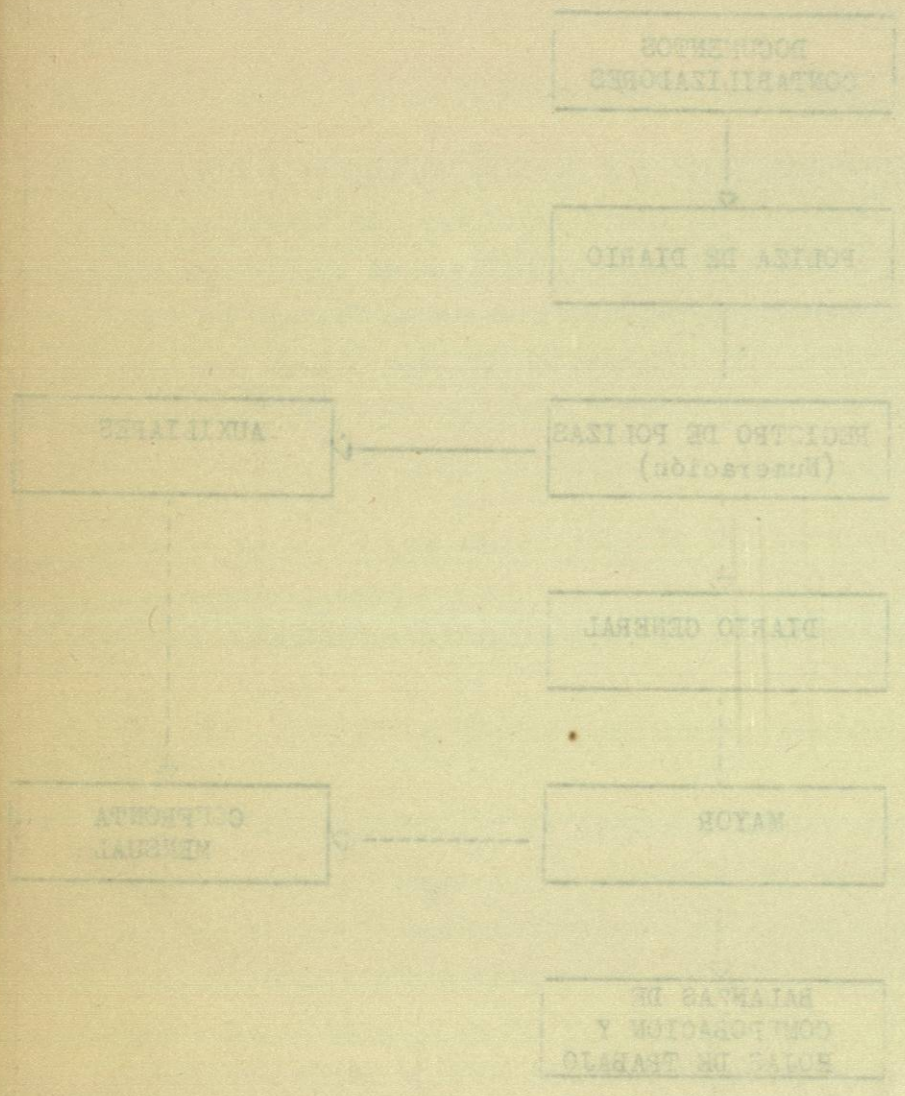 DOCUMENTOS
CONTABILIZADORES
POLIZA DE DIARIO
REGISTRO DE POLIZAS
(Numeración)
AUXILIARES
DIARIO GENERAL
MAYOR
CONFRONTA
MENSUAL
BALANZAS DE
COMPROBACION Y
HOJAS DE TRABAJO